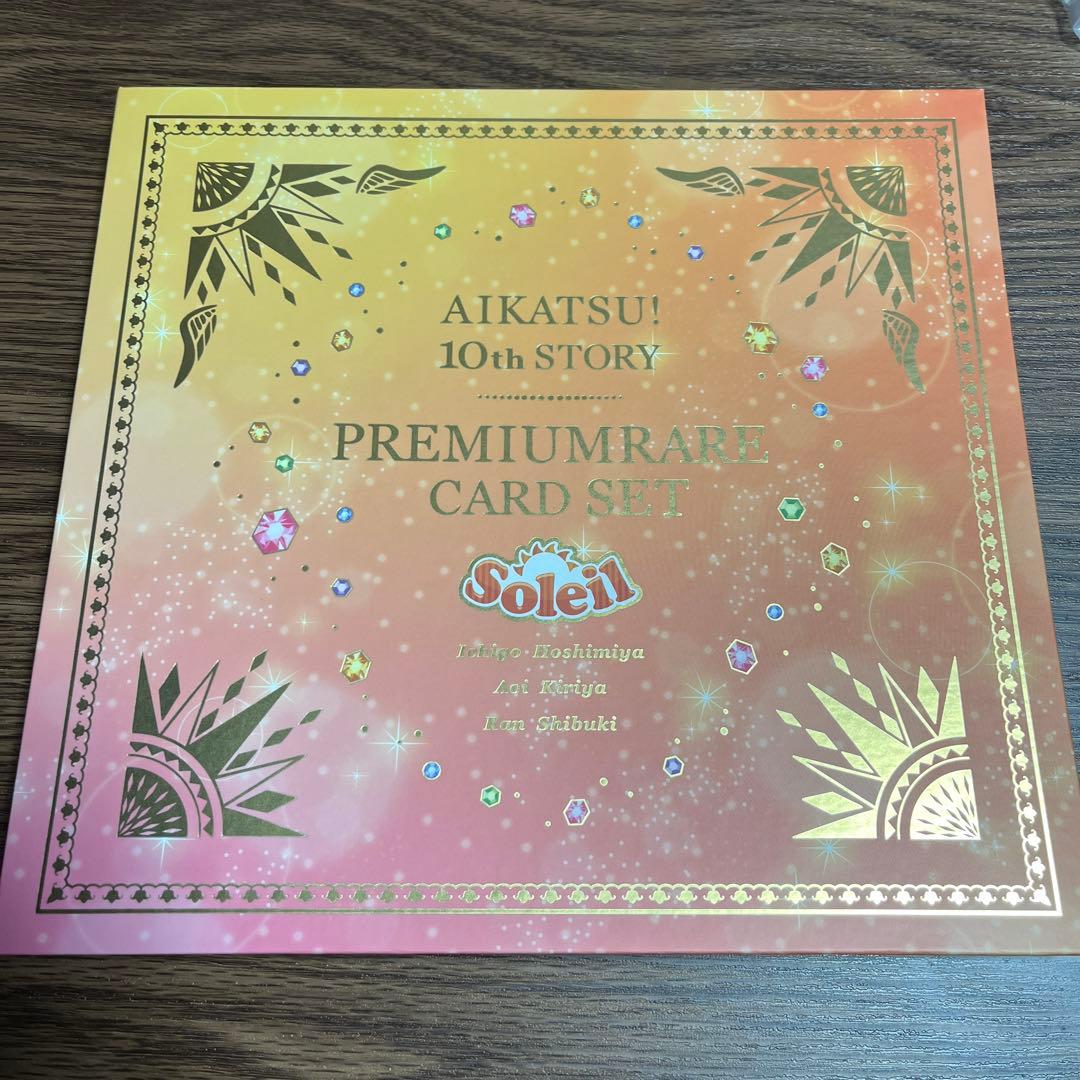 AIKATSU!
10th STORY
PREMIUMRARE
CARD SET
Soleil
Ichigo Hoshimiya
Aoi Kiriya
Ran Shibuki